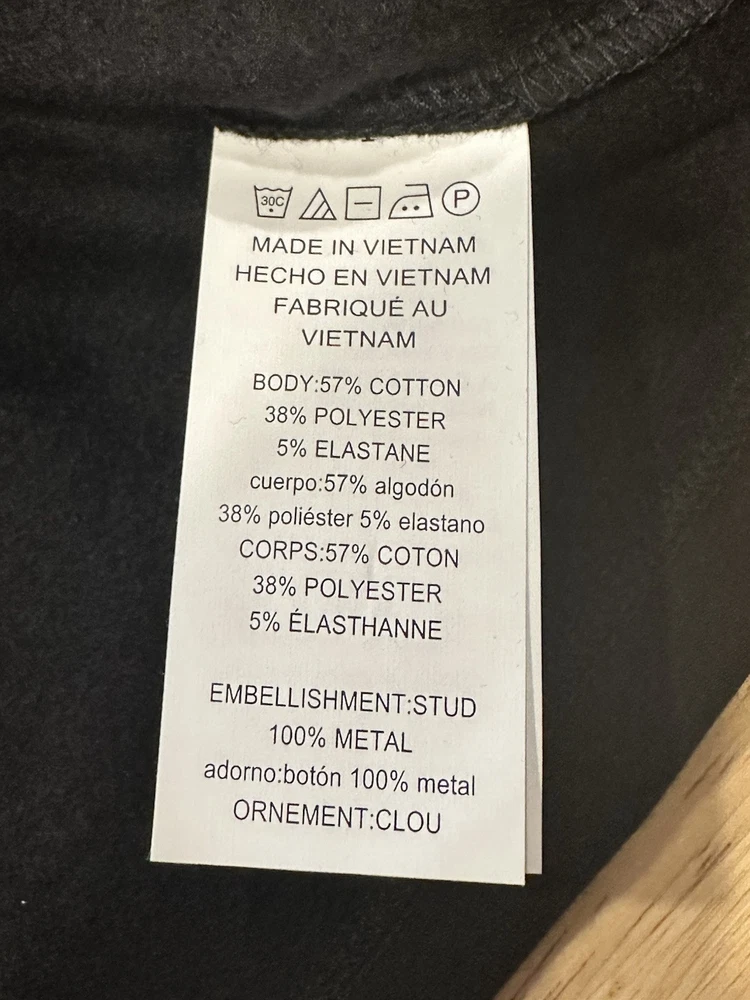 30C P
MADE IN VIETNAM
HECHO EN VIETNAM
FABRIQUÉ AU
VIETNAM
BODY:57% COTTON
38% POLYESTER
5% ELASTANE
cuerpo:57% algodón
38% poliéster 5% elastano
CORPS:57% COTON
38% POLYESTER
5% ÉLASTHANNE
EMBELLISHMENT:STUD
100% METAL
adorno:botón 100% metal
ORNEMENT:CLOU